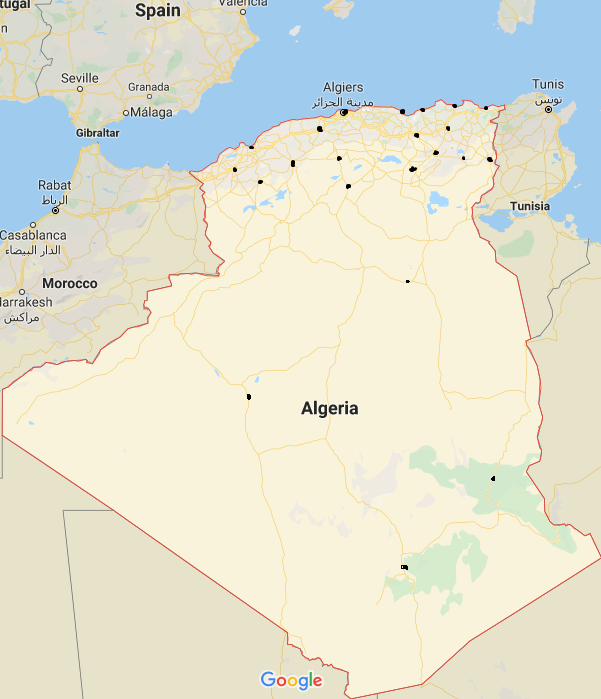 tugal
Spain
Valencia
Seville
Granada
Málaga
Gibraltar
Algiers
مدينة الجزائر
Tunis
تونس
Rabat
الرباط
Tunisia
Casablanca
الدار البيضاء
Morocco
larrakesh
مراكش
Algeria
Google